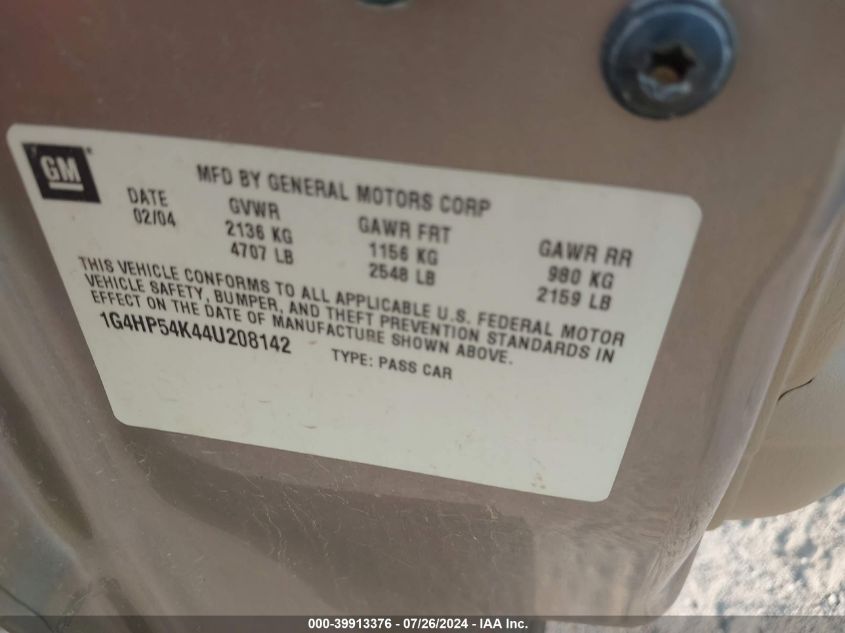 GM
MFD BY GENERAL MOTORS CORP
DATE GVWR GAWR FRT GAWR RR
02/04 2136 KG 1156 KG 980 KG
4707 LB 2548 LB 2159 LB
THIS VEHICLE CONFORMS TO ALL APPLICABLE U.S. FEDERAL MOTOR
VEHICLE SAFETY, BUMPER, AND THEFT PREVENTION STANDARDS IN
EFFECT ON THE DATE OF MANUFACTURE SHOWN ABOVE.
1G4HP54K44U208142 TYPE: PASS CAR
000-39913376 / 07/26/2024 - IAA Inc.